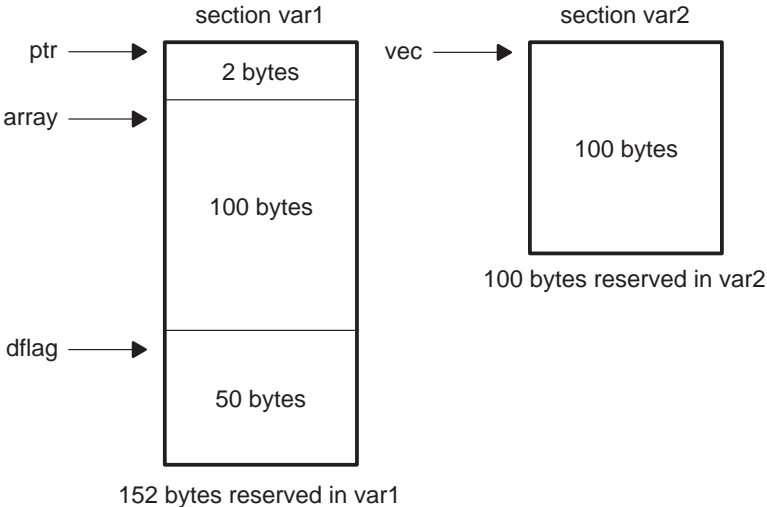 section var1
ptr
2 bytes
array
100 bytes
dflag
50 bytes
152 bytes reserved in var1
section var2
vec
100 bytes
100 bytes reserved in var2